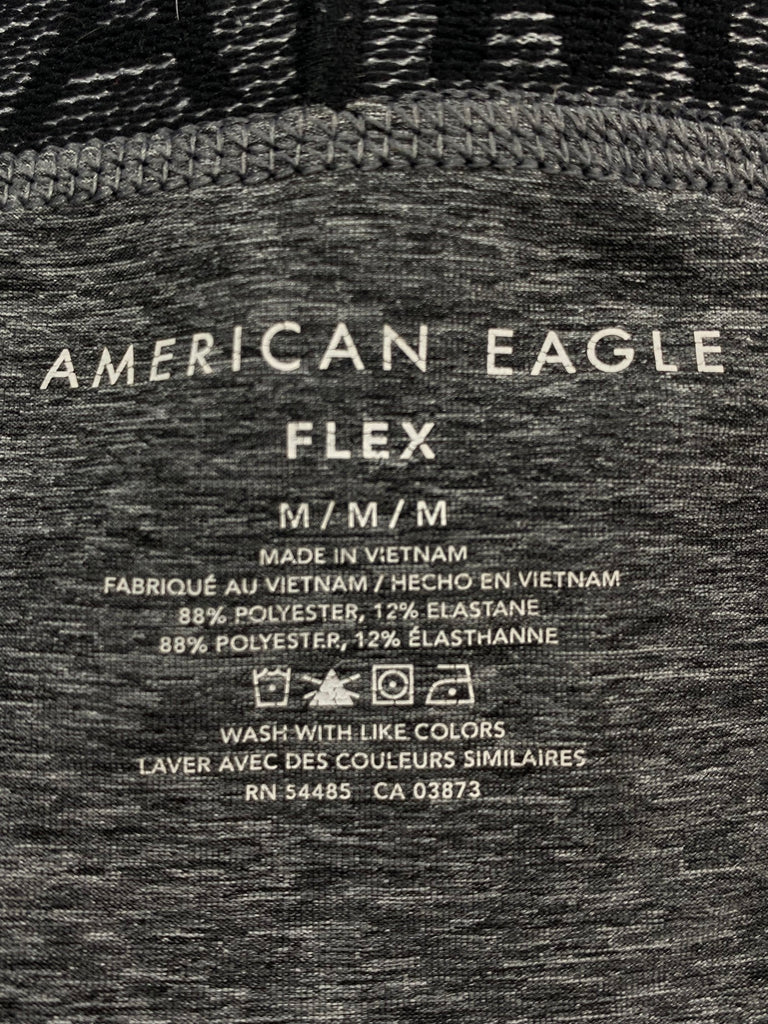 AMERICAN EAGLE
FLEX
M / M / M
MADE IN VIETNAM
FABRIQUÉ AU VIETNAM / HECHO EN VIETNAM
88% POLYESTER, 12% ELASTANE
88% POLYESTER, 12% ÉLASTHANNE
WASH WITH LIKE COLORS
LAVER AVEC DES COULEURS SIMILAIRES
RN 54485 CA 03873